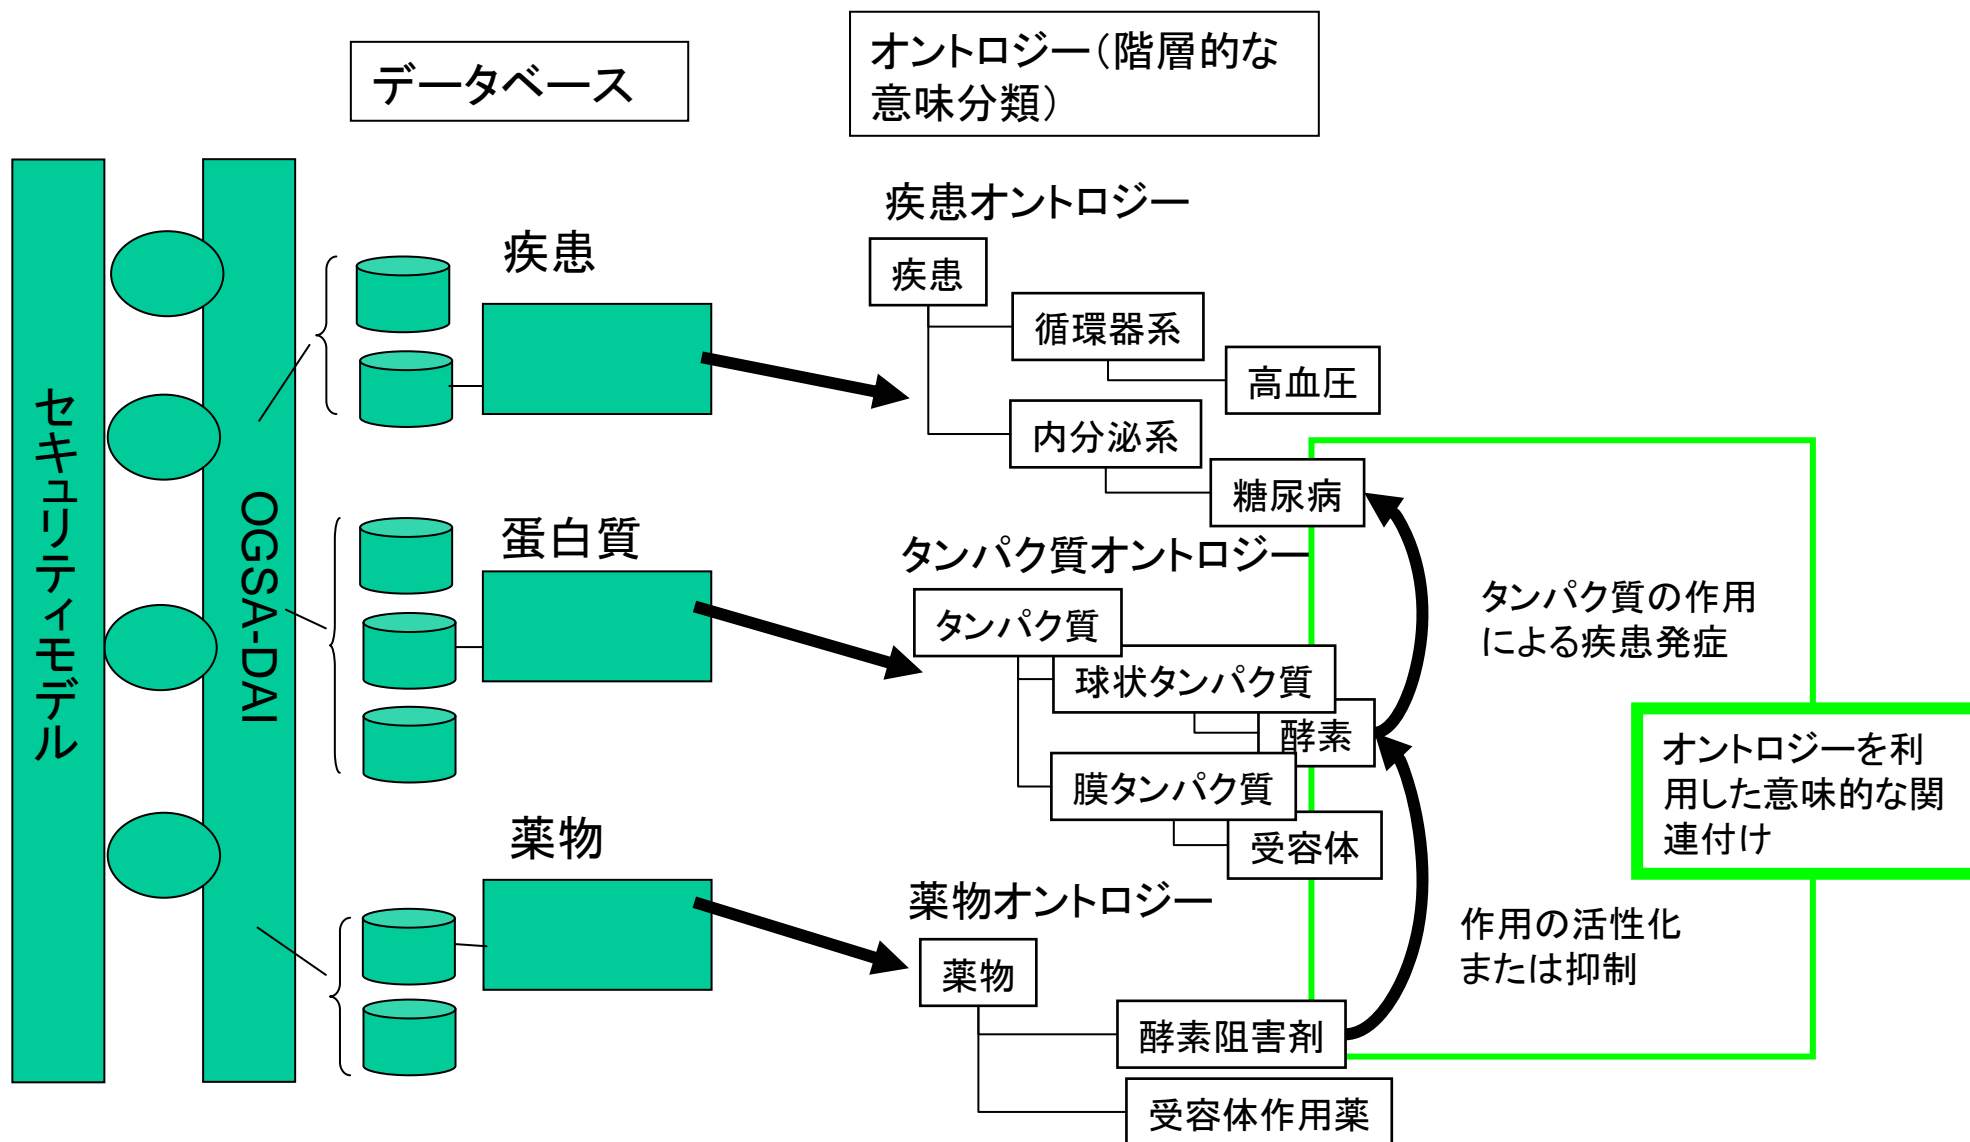 データベース
オントロジー（階層的な
意味分類）
セキュリティモデル
OGSA-DAI
疾患
蛋白質
薬物
疾患オントロジー
疾患
循環器系
高血圧
内分泌系
糖尿病
タンパク質オントロジー
タンパク質
球状タンパク質
酵素
膜タンパク質
受容体
薬物オントロジー
薬物
酵素阻害剤
受容体作用薬
タンパク質の作用
による疾患発症
オントロジーを利
用した意味的な関
連付け
作用の活性化
または抑制